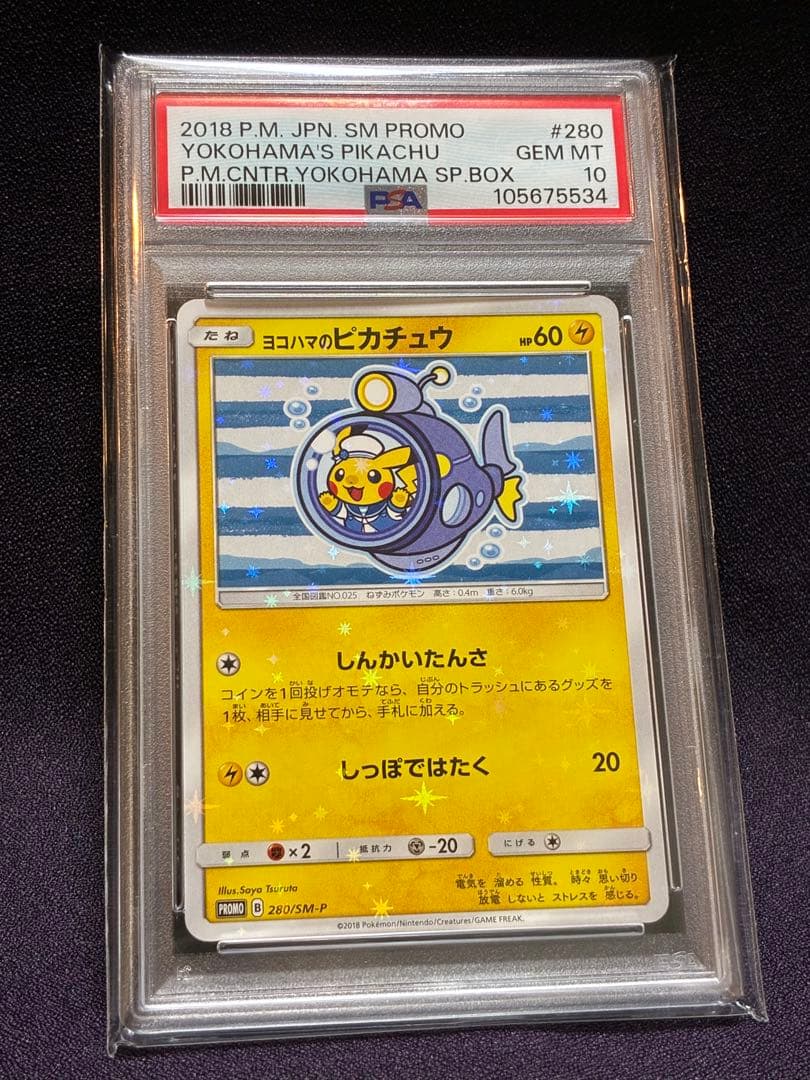 2018 P.M. JPN. SM PROMO #280
YOKOHAMA'S PIKACHU GEM MT
P.M.CNTR.YOKOHAMA SP.BOX 10
PSA 105675534
たね ヨコハマのピカチュウ HP60
全国図鑑NO.025 ねずみポケモン 高さ:0.4m 重さ:6.0kg
しんかいたんさ
コインを1回投げオモテなら、自分のトラッシュにあるグッズを
1枚、相手に見せてから、手札に加える。
しっぽではたく 20
弱点 ×2 抵抗力 -20 にげる
Illus.Saya Tsuruta
電気を 溜める 性質。 時々 思い切り
放電 しないと ストレスを 感じる。
PROMO B 280/SM-P
©2018 Pokémon/Nintendo/Creatures/GAME FREAK.